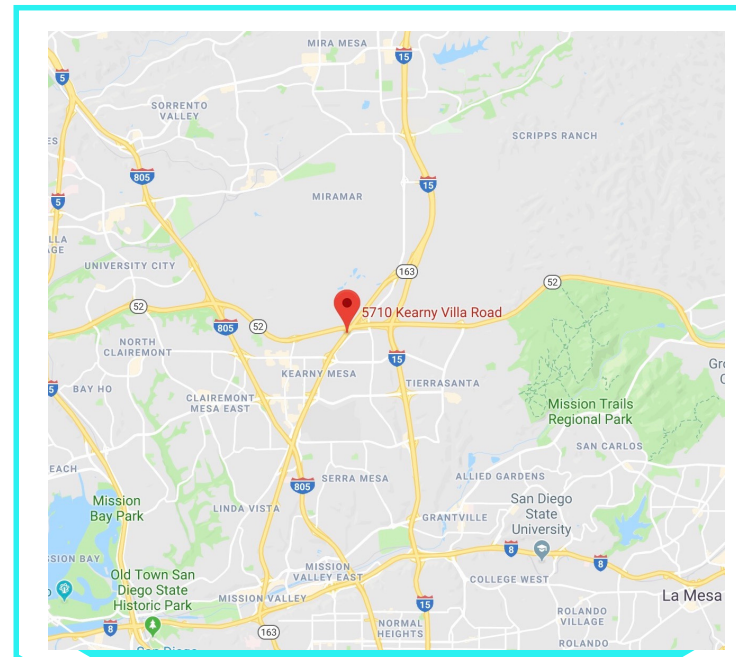 MIRA MESA
15
5
SORRENTO
VALLEY
SCRIPPS RANCH
ES
805
15
MIRAMAR
5
LLA
AGE
UNIVERSITY CITY
163
52
52
5710 Kearny Villa Road
805
52
NORTH
CLAIREMONT
15
Gro
KEARNY MESA
TIERRASANTA
5
BAY HO
CLAIREMONT
MESA EAST
Mission Trails
Regional Park
SAN CARLOS
EACH
SERRA MESA
ALLIED GARDENS
805
Mission
Bay Park
LINDA VISTA
San Diego
State
University
GRANTVILLE
8
8
SSION BAY
MISSION
VALLEY EAST
COLLEGE WEST
Old Town San
Diego State
Historic Park
MISSION VALLEY
15
La Mesa
ROLANDO
VILLAGE
8
163
NORMAL
HEIGHTS
ROLANDO